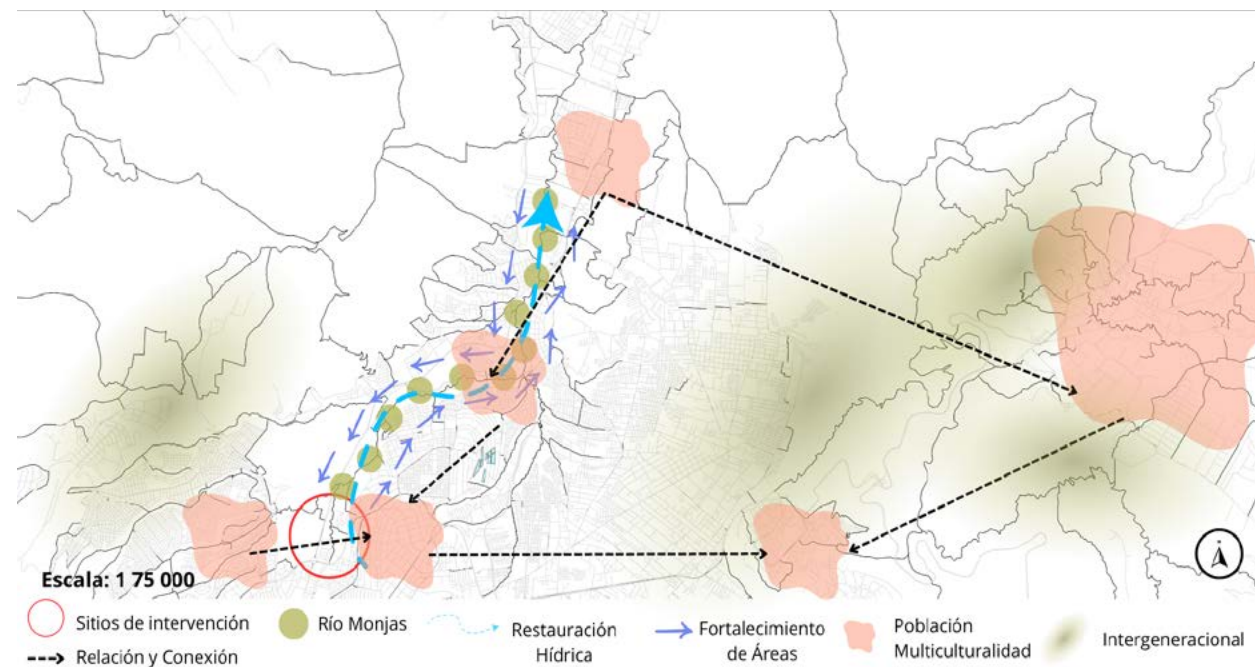 Escala: 1 75 000
Sitios de intervención
Río Monjas
Restauración
Hídrica
Fortalecimiento
de Áreas
Población
Multiculturalidad
Intergeneracional
Relación y Conexión